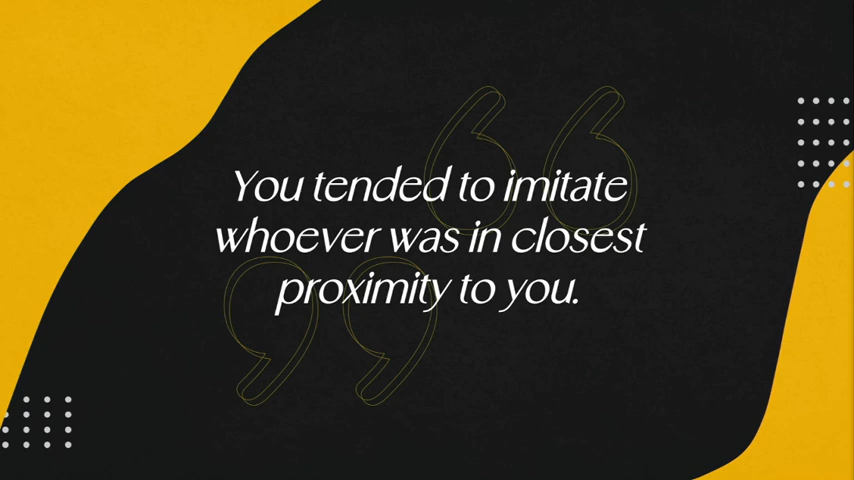 You tended to imitate
whoever was in closest
proximity to you.